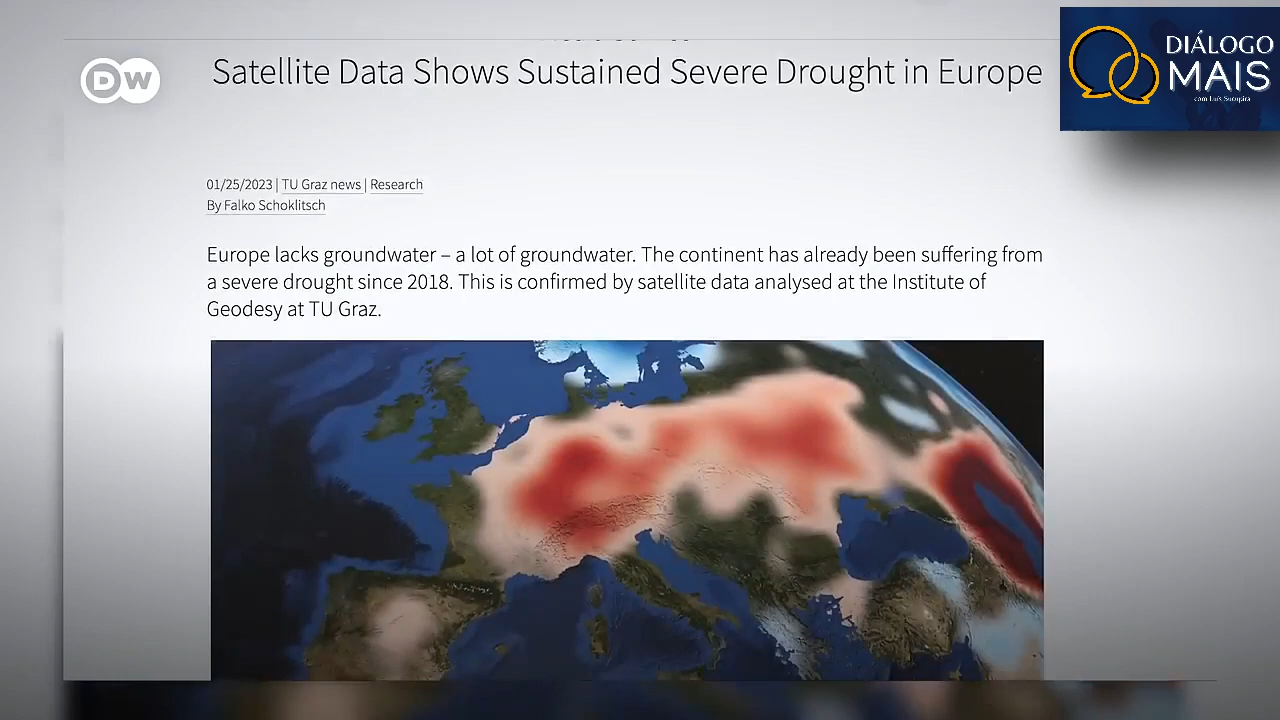 DW
Satellite Data Shows Sustained Severe Drought in Europe
DIÁLOGO
MAIS
01/25/2023 | TU Graz news | Research
By Falko Schoklitsch
Europe lacks groundwater – a lot of groundwater. The continent has already been suffering from
a severe drought since 2018. This is confirmed by satellite data analysed at the Institute of
Geodesy at TU Graz.